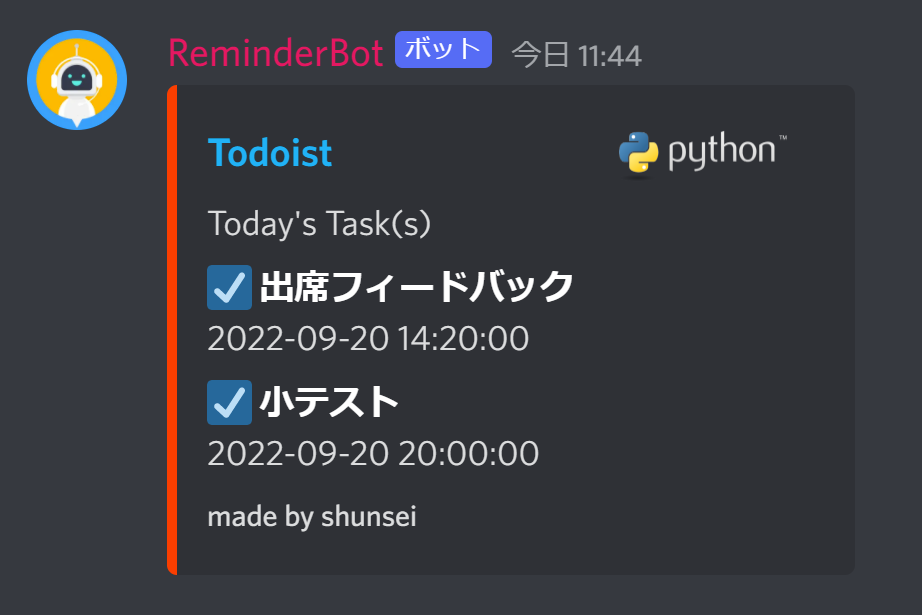 ReminderBot ボット 今日 11:44
Todoist
python™
Today's Task(s)
☑出席フィードバック
2022-09-20 14:20:00
☑小テスト
2022-09-20 20:00:00
made by shunsei